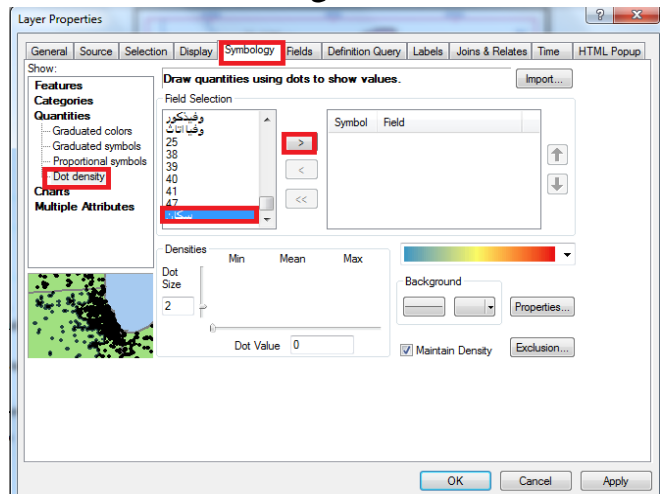 Layer Properties
General Source Selection Display Symbology Fields Definition Query Labels Joins & Relates Time HTML Popup
Show:
Features
Categories
Quantities
Graduated colors
Graduated symbols
Proportional symbols
Dot density
Charts
Multiple Attributes
Draw quantities using dots to show values.
Import...
Field Selection
وفيذكور
وفيااناث
25
38
39
40
41
47
سكان
>
<
<<
Symbol Field
Densities
Min Mean Max
Dot
Size
2
Dot Value 0
Background
Properties...
Maintain Density
Exclusion...
OK Cancel Apply